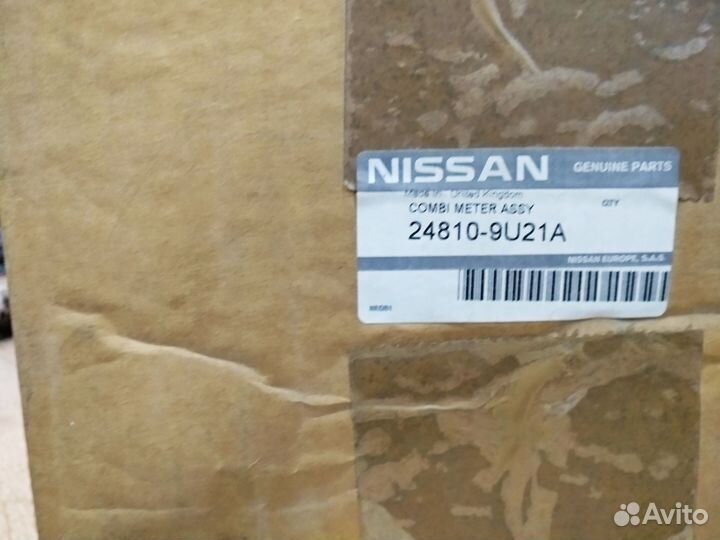 NISSAN GENUINE PARTS
Made In: United Kingdom
COMBI METER ASSY QTY
24810-9U21A
NISSAN EUROPE, S.A.S
Avito